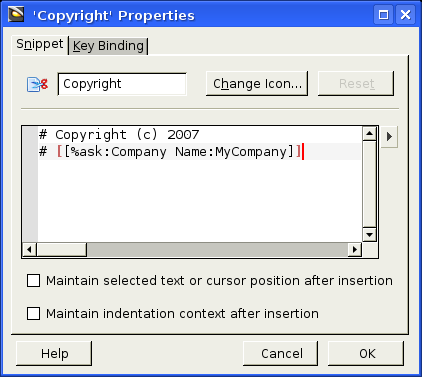 'Copyright' Properties
Snippet Key Binding
Copyright Change Icon... Reset
# Copyright (c) 2007
# [[%ask:Company Name:MyCompany]]
Maintain selected text or cursor position after insertion
Maintain indentation context after insertion
Help Cancel OK